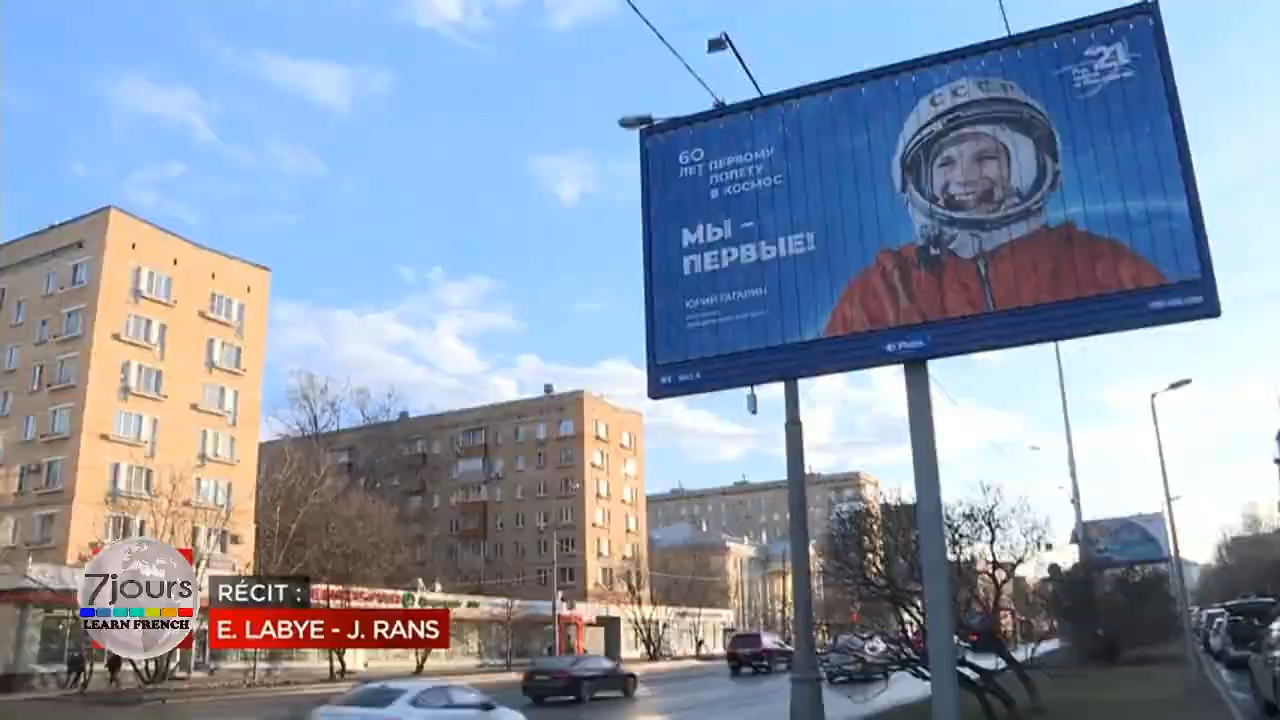 21
СССР
60
ЛЕТ ПЕРВОМУ
ПОЛЕТУ
В КОСМОС
МЫ –
ПЕРВЫЕ!
ЮРИЙ ГАГАРИН
7jours
LEARN FRENCH
RÉCIT :
E. LABYE - J. RANS